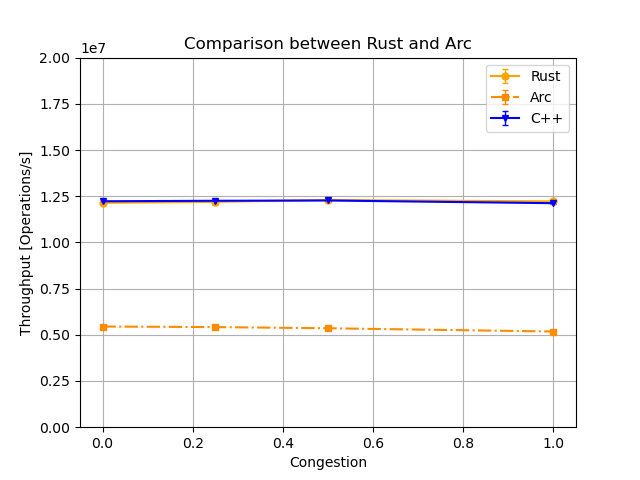 Comparison between Rust and Arc
1e7
2.00
1.75
1.50
1.25
1.00
0.75
0.50
0.25
0.00
Throughput [Operations/s]
Rust
Arc
C++
0.0 0.2 0.4 0.6 0.8 1.0
Congestion